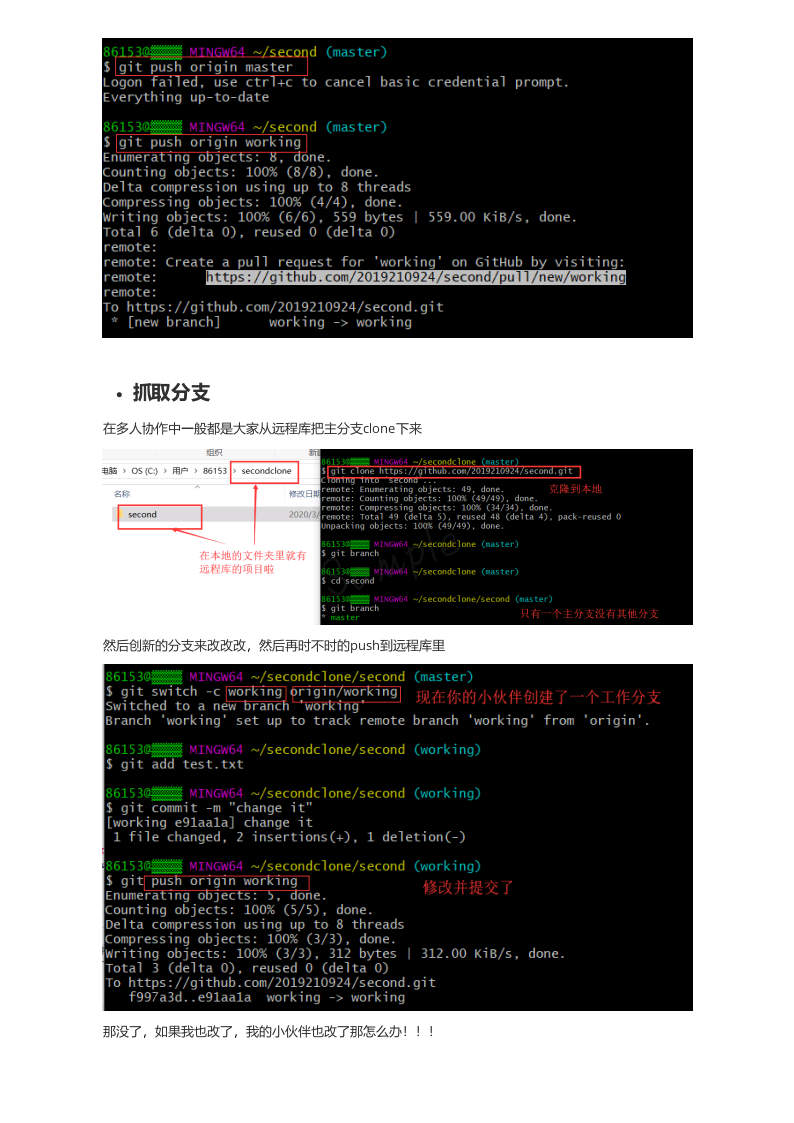 86153@▒▒▒▒ MINGW64 ~/second (master)
$ git push origin master
Logon failed, use ctrl+c to cancel basic credential prompt.
Everything up-to-date
86153@▒▒▒▒ MINGW64 ~/second (master)
$ git push origin working
Enumerating objects: 8, done.
Counting objects: 100% (8/8), done.
Delta compression using up to 8 threads
Compressing objects: 100% (4/4), done.
Writing objects: 100% (6/6), 559 bytes | 559.00 KiB/s, done.
Total 6 (delta 0), reused 0 (delta 0)
remote:
remote: Create a pull request for 'working' on GitHub by visiting:
remote:      https://github.com/2019210924/second/pull/new/working
remote:
To https://github.com/2019210924/second.git
 * [new branch]      working -> working
• 抓取分支
在多人协作中一般都是大家从远程库把主分支clone下来
组织
电脑 > OS (C:) > 用户 > 86153 > secondclone
名称 修改日期
second 2020/3/
在本地的文件夹里就有
远程库的项目啦
86153@▒▒▒▒ MINGW64 ~/secondclone (master)
$ git clone https://github.com/2019210924/second.git
Cloning into 'second'...
remote: Enumerating objects: 49, done.
克隆到本地
remote: Counting objects: 100% (49/49), done.
remote: Compressing objects: 100% (34/34), done.
remote: Total 49 (delta 5), reused 48 (delta 4), pack-reused 0
Unpacking objects: 100% (49/49), done.
86153@▒▒▒▒ MINGW64 ~/secondclone (master)
$ git branch
86153@▒▒▒▒ MINGW64 ~/secondclone (master)
$ cd second
86153@▒▒▒▒ MINGW64 ~/secondclone/second (master)
$ git branch
* master
只有一个主分支没有其他分支
Sample
然后创新的分支来改改改，然后再时不时的push到远程库里
86153@▒▒▒▒ MINGW64 ~/secondclone/second (master)
$ git switch -c working origin/working
现在你的小伙伴创建了一个工作分支
Switched to a new branch 'working'
Branch 'working' set up to track remote branch 'working' from 'origin'.
86153@▒▒▒▒ MINGW64 ~/secondclone/second (working)
$ git add test.txt
86153@▒▒▒▒ MINGW64 ~/secondclone/second (working)
$ git commit -m "change it"
[working e91aa1a] change it
 1 file changed, 2 insertions(+), 1 deletion(-)
86153@▒▒▒▒ MINGW64 ~/secondclone/second (working)
$ git push origin working
修改并提交了
Enumerating objects: 5, done.
Counting objects: 100% (5/5), done.
Delta compression using up to 8 threads
Compressing objects: 100% (3/3), done.
Writing objects: 100% (3/3), 312 bytes | 312.00 KiB/s, done.
Total 3 (delta 0), reused 0 (delta 0)
To https://github.com/2019210924/second.git
   f997a3d..e91aa1a  working -> working
那没了，如果我也改了，我的小伙伴也改了那怎么办！！！